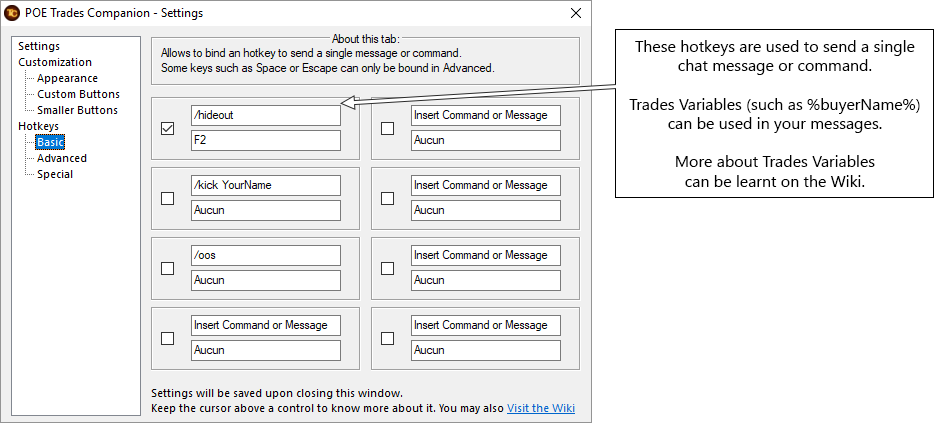 POE Trades Companion - Settings
Settings
Customization
Appearance
Custom Buttons
Smaller Buttons
Hotkeys
Basic
Advanced
Special
About this tab:
Allows to bind an hotkey to send a single message or command.
Some keys such as Space or Escape can only be bound in Advanced.
/hideout
F2
Insert Command or Message
Aucun
/kick YourName
Aucun
Insert Command or Message
Aucun
/oos
Aucun
Insert Command or Message
Aucun
Insert Command or Message
Aucun
Insert Command or Message
Aucun
Settings will be saved upon closing this window.
Keep the cursor above a control to know more about it. You may also Visit the Wiki
These hotkeys are used to send a single
chat message or command.
Trades Variables (such as %buyerName%)
can be used in your messages.
More about Trades Variables
can be learnt on the Wiki.